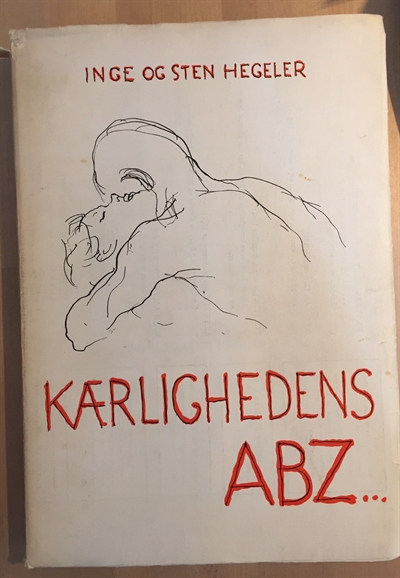 INGE OG STEN HEGELER
KÆRLIGHEDENS
ABZ...